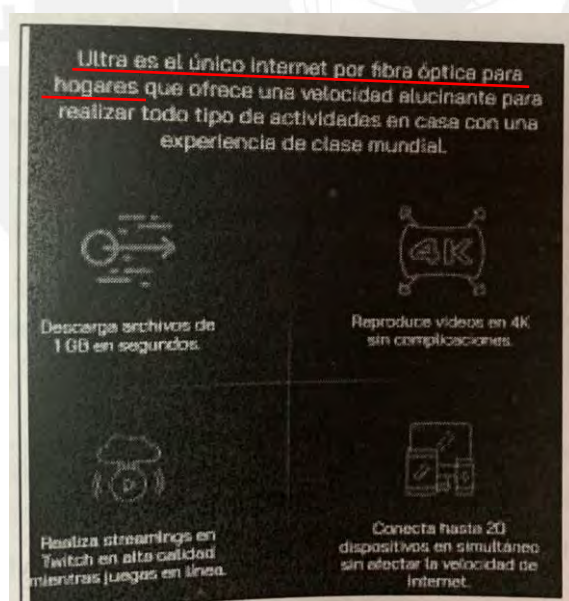 Ultra es el único internet por fibra óptica para
hogares que ofrece una velocidad alucinante para
realizar todo tipo de actividades en casa con una
experiencia de clase mundial.
4K
Descarga archivos de
1 GB en segundos.
Reproduce videos en 4K
sin complicaciones.
Realiza streamings en
Twitch en alta calidad
mientras juegas en línea.
Conecta hasta 20
dispositivos en simultáneo
sin afectar la velocidad de
Internet.